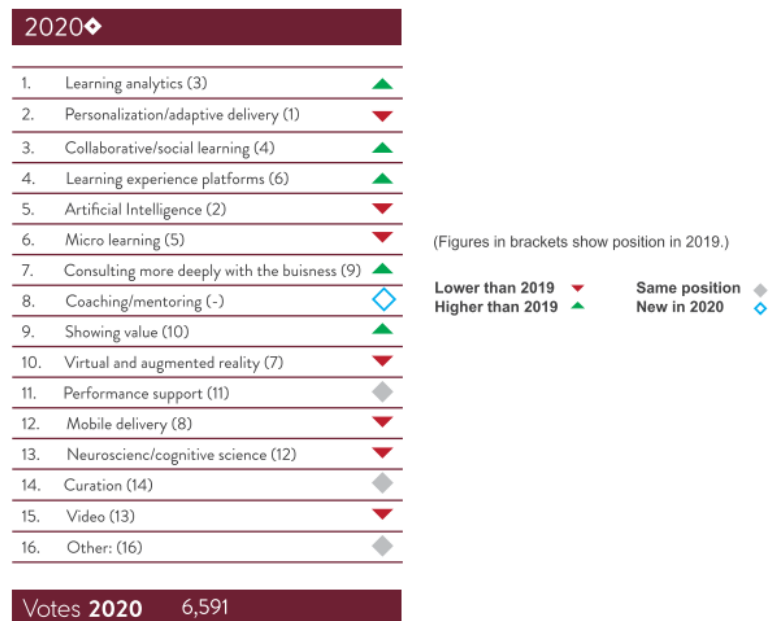 2020
1. Learning analytics (3)
2. Personalization/adaptive delivery (1)
3. Collaborative/social learning (4)
4. Learning experience platforms (6)
5. Artificial Intelligence (2)
6. Micro learning (5)
7. Consulting more deeply with the buisness (9)
8. Coaching/mentoring (-)
9. Showing value (10)
10. Virtual and augmented reality (7)
11. Performance support (11)
12. Mobile delivery (8)
13. Neuroscienc/cognitive science (12)
14. Curation (14)
15. Video (13)
16. Other: (16)
Votes 2020 6,591
(Figures in brackets show position in 2019.)
Lower than 2019 Same position
Higher than 2019 New in 2020